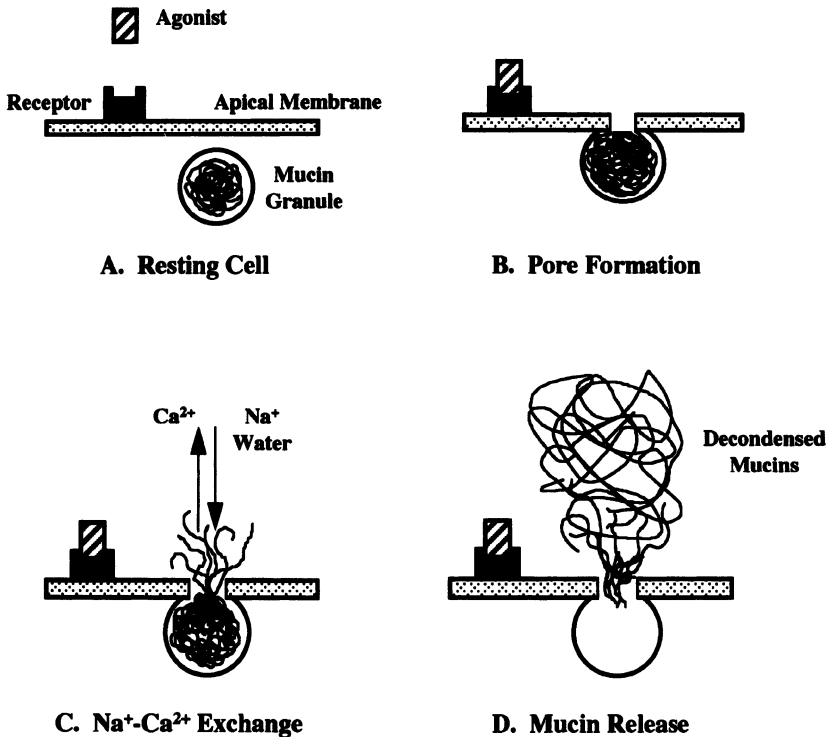 Agonist
Receptor
Apical Membrane
Mucin
Granule
A. Resting Cell
B. Pore Formation
Ca²⁺
Na⁺
Water
C. Na⁺-Ca²⁺ Exchange
Decondensed
Mucins
D. Mucin Release